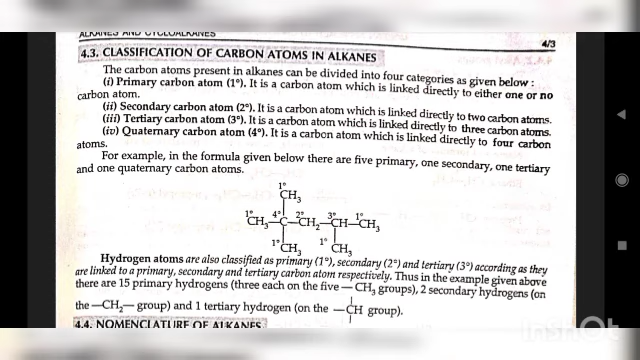 ALKANES AND CYCLOALKANES
4/3
4.3. CLASSIFICATION OF CARBON ATOMS IN ALKANES
The carbon atoms present in alkanes can be divided into four categories as given below :
(i) Primary carbon atom (1°). It is a carbon atom which is linked directly to either one or no
carbon atom.
(ii) Secondary carbon atom (2°). It is a carbon atom which is linked directly to two carbon atoms.
(iii) Tertiary carbon atom (3°). It is a carbon atom which is linked directly to three carbon atoms.
(iv) Quaternary carbon atom (4°). It is a carbon atom which is linked directly to four carbon
atoms.
For example, in the formula given below there are five primary, one secondary, one tertiary
and one quaternary carbon atoms.
1°
CH₃
1° 4° 2° 3° 1°
CH₃—C—CH₂—CH—CH₃
1° 1°
CH₃ CH₃
Hydrogen atoms are also classified as primary (1°), secondary (2°) and tertiary (3°) according as they
are linked to a primary, secondary and tertiary carbon atom respectively. Thus in the example given above
there are 15 primary hydrogens (three each on the five —CH₃ groups), 2 secondary hydrogens (on
the —CH₂— group) and 1 tertiary hydrogen (on the —CH group).
4.4. NOMENCLATURE OF ALKANES
InShOt